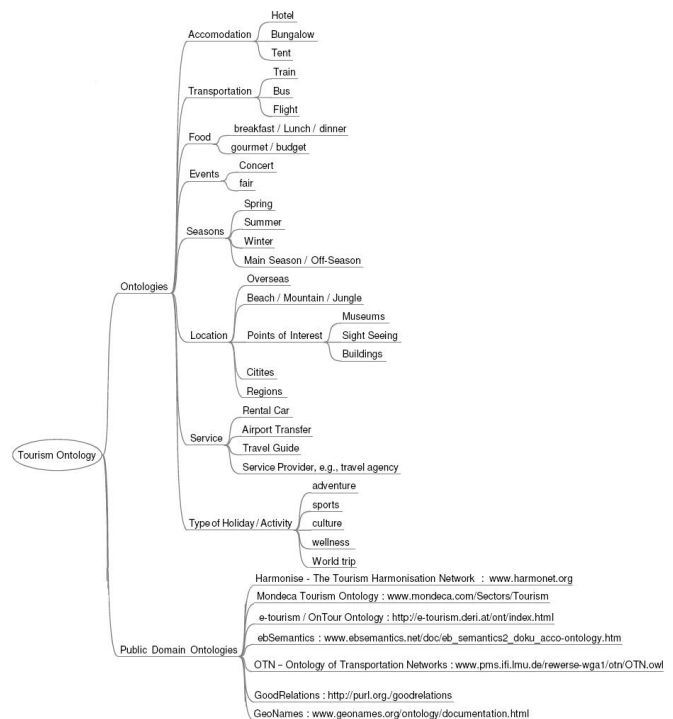 Hotel
Accomodation
Bungalow
Tent
Train
Transportation
Bus
Flight
breakfast / Lunch / dinner
Food
gourmet / budget
Concert
Events
fair
Spring
Summer
Seasons
Winter
Main Season / Off-Season
Overseas
Ontologies
Beach / Mountain / Jungle
Museums
Location
Points of Interest
Sight Seeing
Buildings
Citites
Regions
Rental Car
Airport Transfer
Service
Travel Guide
Tourism Ontology
Service Provider, e.g., travel agency
adventure
sports
Type of Holiday / Activity
culture
wellness
World trip
Harmonise - The Tourism Harmonisation Network : www.harmonet.org
Mondeca Tourism Ontology : www.mondeca.com/Sectors/Tourism
e-tourism / OnTour Ontology : http://e-tourism.deri.at/ont/index.html
ebSemantics : www.ebsemantics.net/doc/eb_semantics2_doku_acco-ontology.htm
Public Domain Ontologies
OTN – Ontology of Transportation Networks : www.pms.ifi.lmu.de/rewerse-wga1/otn/OTN.owl
GoodRelations : http://purl.org./goodrelations
GeoNames : www.geonames.org/ontology/documentation.html